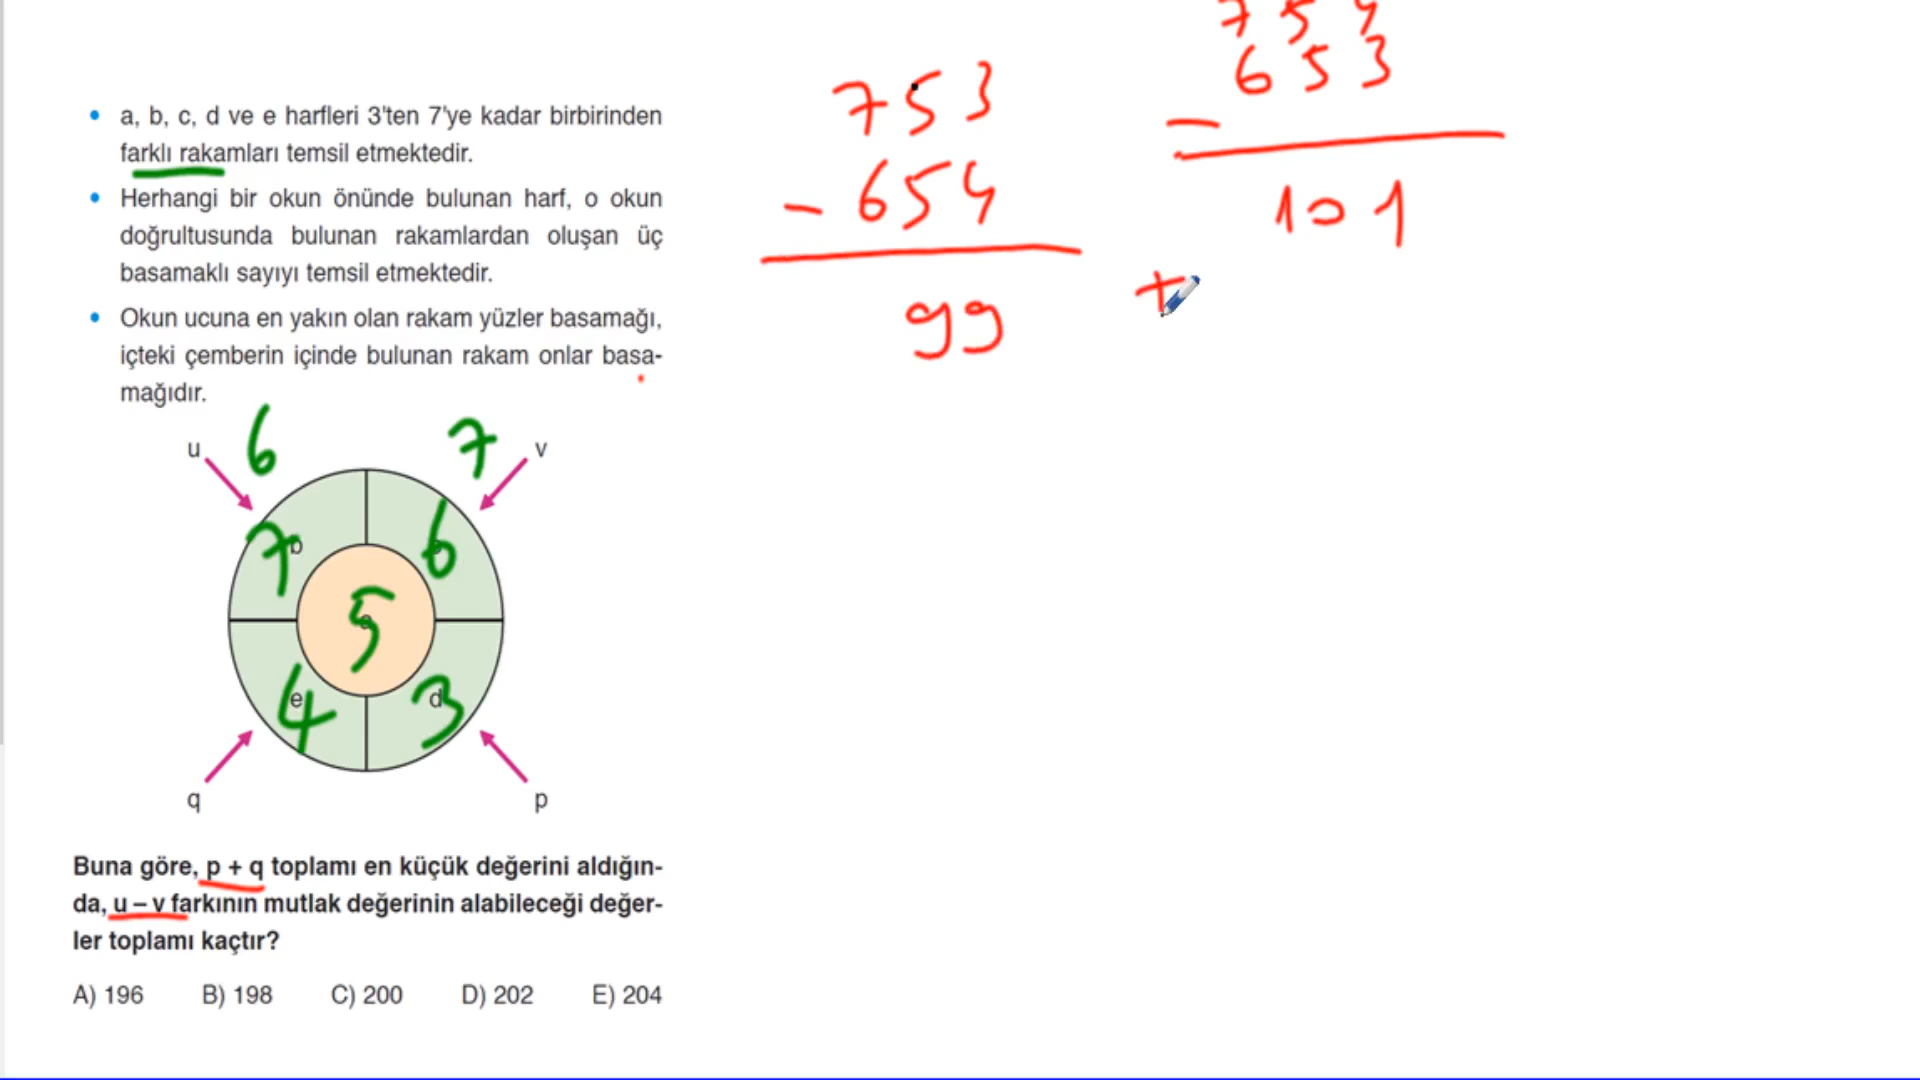 • a, b, c, d ve e harfleri 3'ten 7'ye kadar birbirinden
farklı rakamları temsil etmektedir.
• Herhangi bir okun önünde bulunan harf, o okun
doğrultusunda bulunan rakamlardan oluşan üç
basamaklı sayıyı temsil etmektedir.
• Okun ucuna en yakın olan rakam yüzler basamağı,
içteki çemberin içinde bulunan rakam onlar basa-
mağıdır.
u 6 7 v
7 b 6
5
e 4 d 3
q p
Buna göre, p + q toplamı en küçük değerini aldığın-
da, u – v farkının mutlak değerinin alabileceği değer-
ler toplamı kaçtır?
A) 196 B) 198 C) 200 D) 202 E) 204
753
- 654
99
+
754
653
-
101